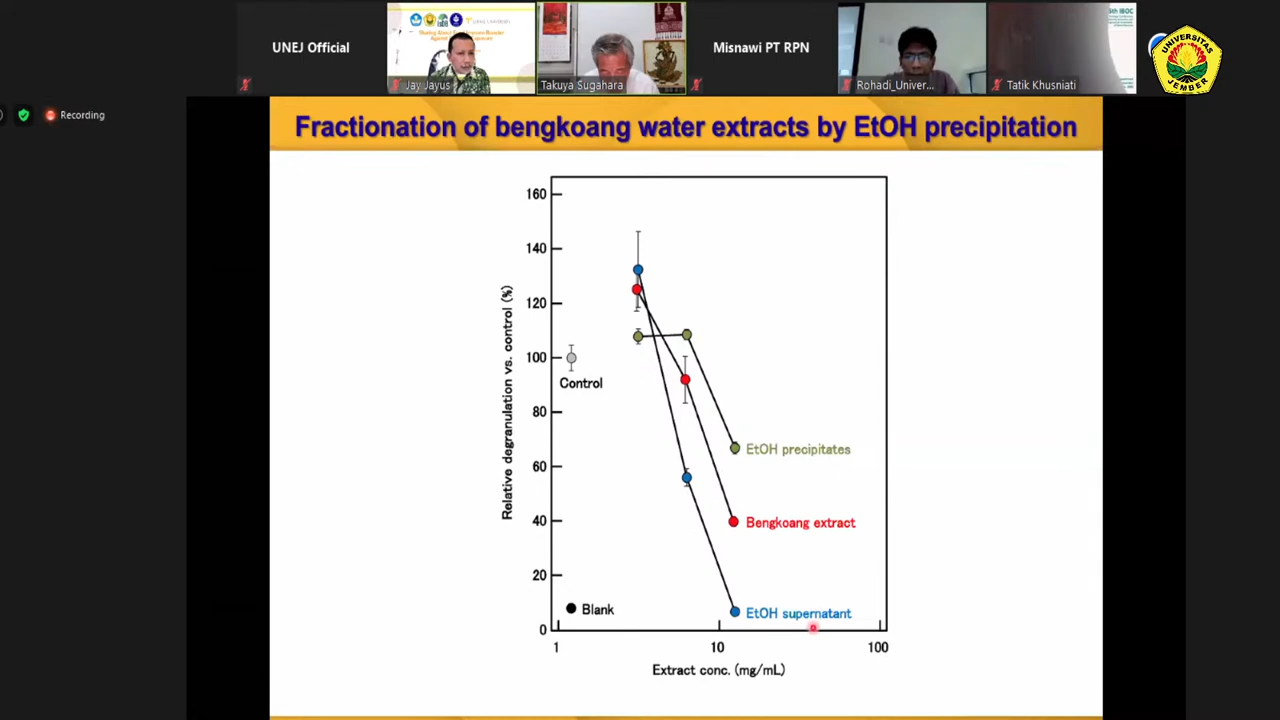 UNEJ Official
Jay Jayus
Takuya Sugahara
Misnawi PT RPN
Rohadi_Univer...
Tatik Khusniati
UNIVERSITAS
JEMBER
Recording
Fractionation of bengkoang water extracts by EtOH precipitation
160
140
120
100
80
60
40
20
0
Relative degranulation vs. control (%)
Control
Blank
EtOH precipitates
Bengkoang extract
EtOH supernatant
1
10
100
Extract conc. (mg/mL)